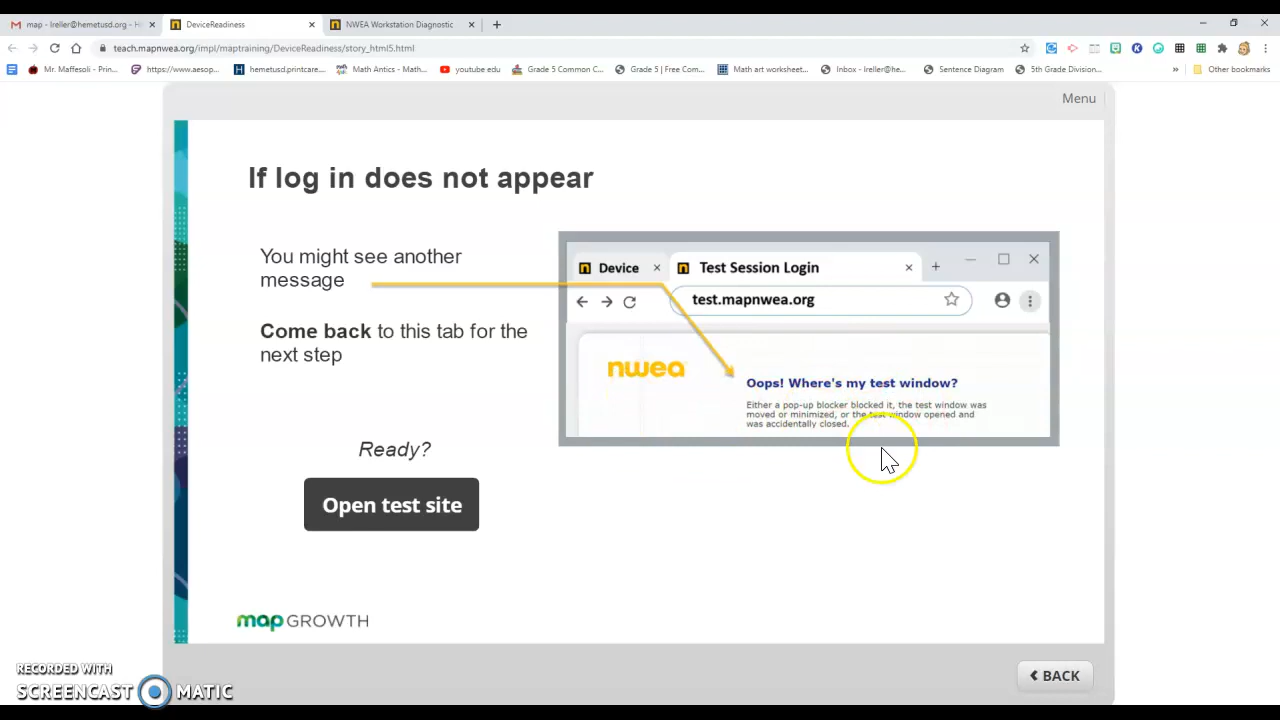 map - lreller@hemetusd.org - H
DeviceReadiness
NWEA Workstation Diagnostic
teach.mapnwea.org/impl/maptraining/DeviceReadiness/story_html5.html
Mr. Maffesoli - Prin...
https://www.aesop...
hemetusd.printcare...
Math Antics - Math...
youtube edu
Grade 5 Common C...
Grade 5 | Free Com...
Math art worksheet...
Inbox - lreller@he...
Sentence Diagram
5th Grade Division...
»
Other bookmarks
Menu
If log in does not appear
You might see another
message
Come back to this tab for the
next step
Ready?
Open test site
Device
Test Session Login
test.mapnwea.org
nwea
Oops! Where's my test window?
Either a pop-up blocker blocked it, the test window was
moved or minimized, or the test window opened and
was accidentally closed.
map GROWTH
BACK
RECORDED WITH
SCREENCAST MATIC